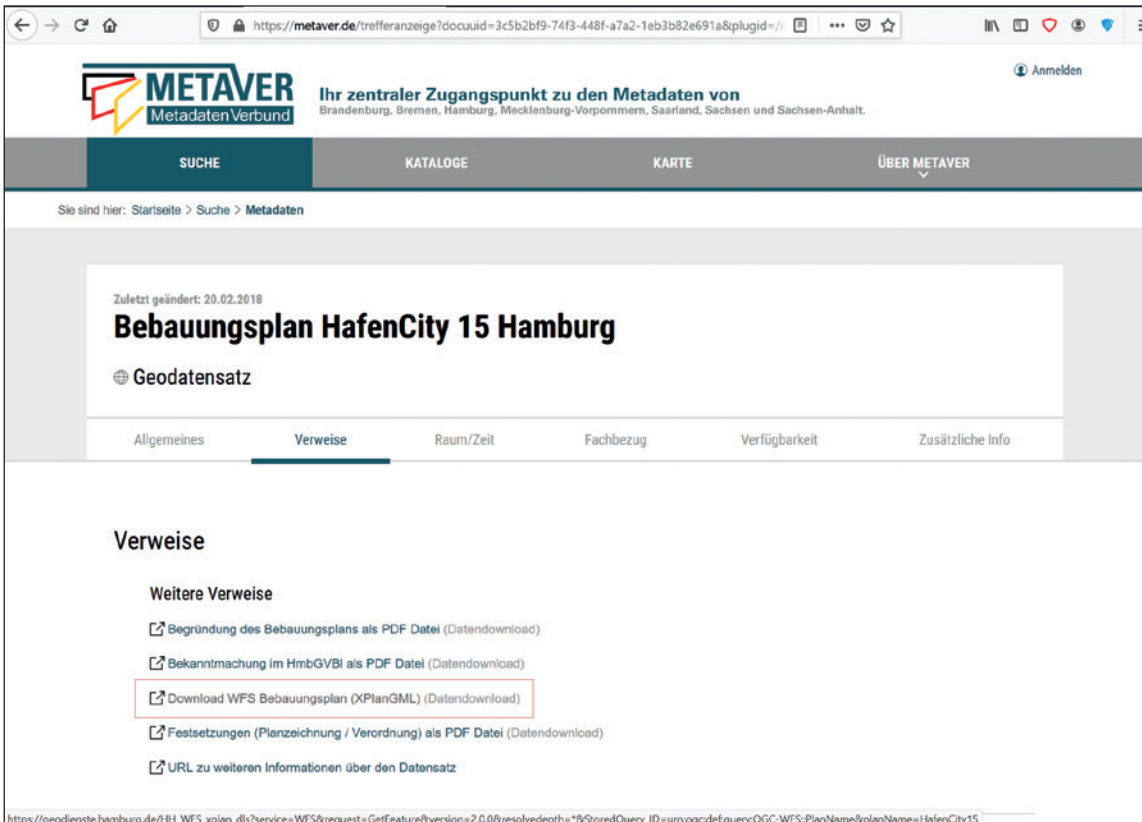 https://metaver.de/trefferanzeige?docuuid=3c5b2bf9-74f3-448f-a7a2-1eb3b82e691a&plugid=/i
METAVER
MetadatenVerbund
Ihr zentraler Zugangspunkt zu den Metadaten von
Brandenburg, Bremen, Hamburg, Mecklenburg-Vorpommern, Saarland, Sachsen und Sachsen-Anhalt.
Anmelden
SUCHE KATALOGE KARTE ÜBER METAVER
Sie sind hier: Startseite > Suche > Metadaten
Zuletzt geändert: 20.02.2018
Bebauungsplan HafenCity 15 Hamburg
Geodatensatz
Allgemeines Verweise Raum/Zeit Fachbezug Verfügbarkeit Zusätzliche Info
Verweise
Weitere Verweise
Begründung des Bebauungsplans als PDF Datei (Datendownload)
Bekanntmachung im HmbGVBl als PDF Datei (Datendownload)
Download WFS Bebauungsplan (XPlanGML) (Datendownload)
Festsetzungen (Planzeichnung / Verordnung) als PDF Datei (Datendownload)
URL zu weiteren Informationen über den Datensatz
https://geodienste.hamburg.de/HH_WFS_xplan_dls?service=WFS&request=GetFeature&version=2.0.0&resolvedepth=*&StoredQuery_ID=urn:ogc:def:query:OGC-WFS::PlanName&planName=HafenCity15